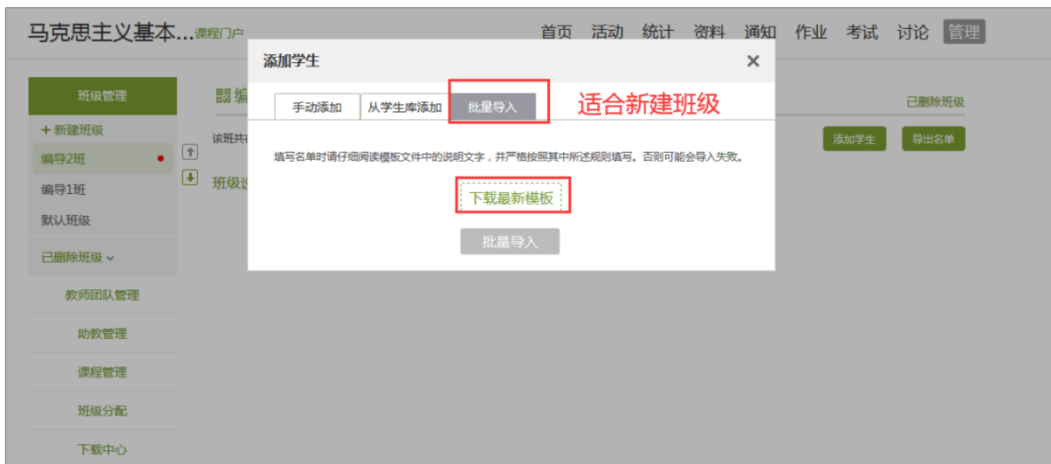 马克思主义基本...课程门户
首页 活动 统计 资料 通知 作业 考试 讨论 管理
添加学生 ×
班级管理
编
手动添加 从学生库添加 批量导入 适合新建班级
已删除班级
+ 新建班级
该班共
添加学生 导出名单
编导2班
填写名单时请仔细阅读模板文件中的说明文字，并严格按照其中所述规则填写。否则可能会导入失败。
编导1班
班级
下载最新模板
默认班级
批量导入
已删除班级
教师团队管理
助教管理
课程管理
班级分配
下载中心